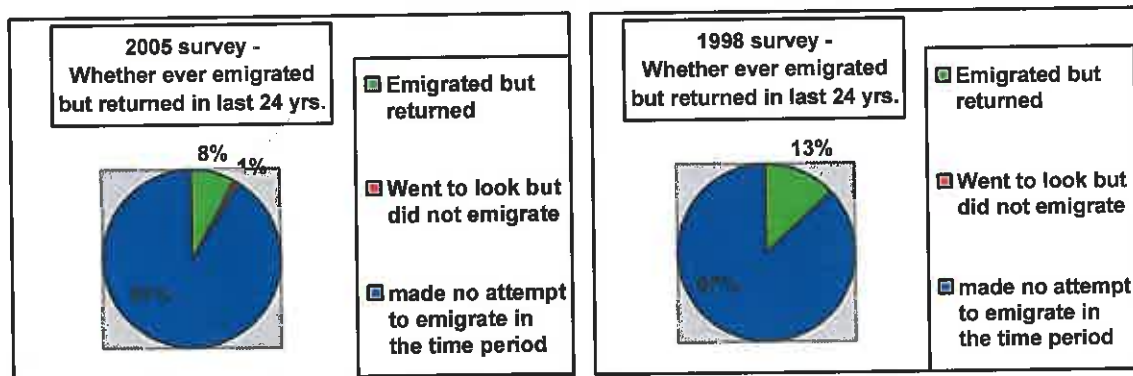 2005 survey -
Whether ever emigrated
but returned in last 24 yrs.
8%
1%
Emigrated but
returned
Went to look but
did not emigrate
made no attempt
to emigrate in
the time period
1998 survey -
Whether ever emigrated
but returned in last 24 yrs.
13%
Emigrated but
returned
Went to look but
did not emigrate
made no attempt
to emigrate in
the time period